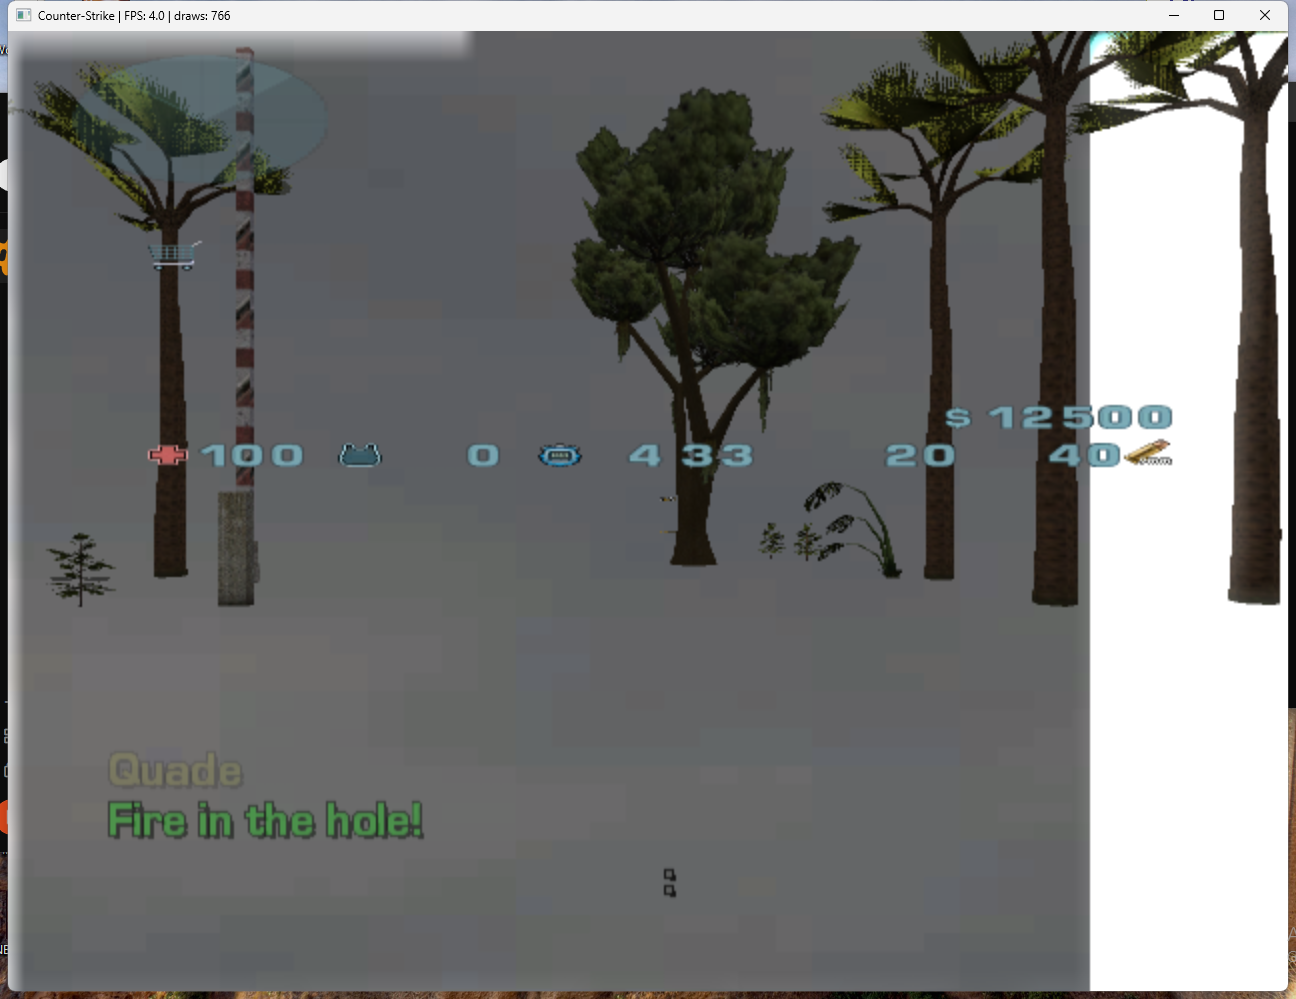 Counter-Strike | FPS: 4.0 | draws: 766
$ 12500
100 0 4 33 20 40
Quade
Fire in the hole!